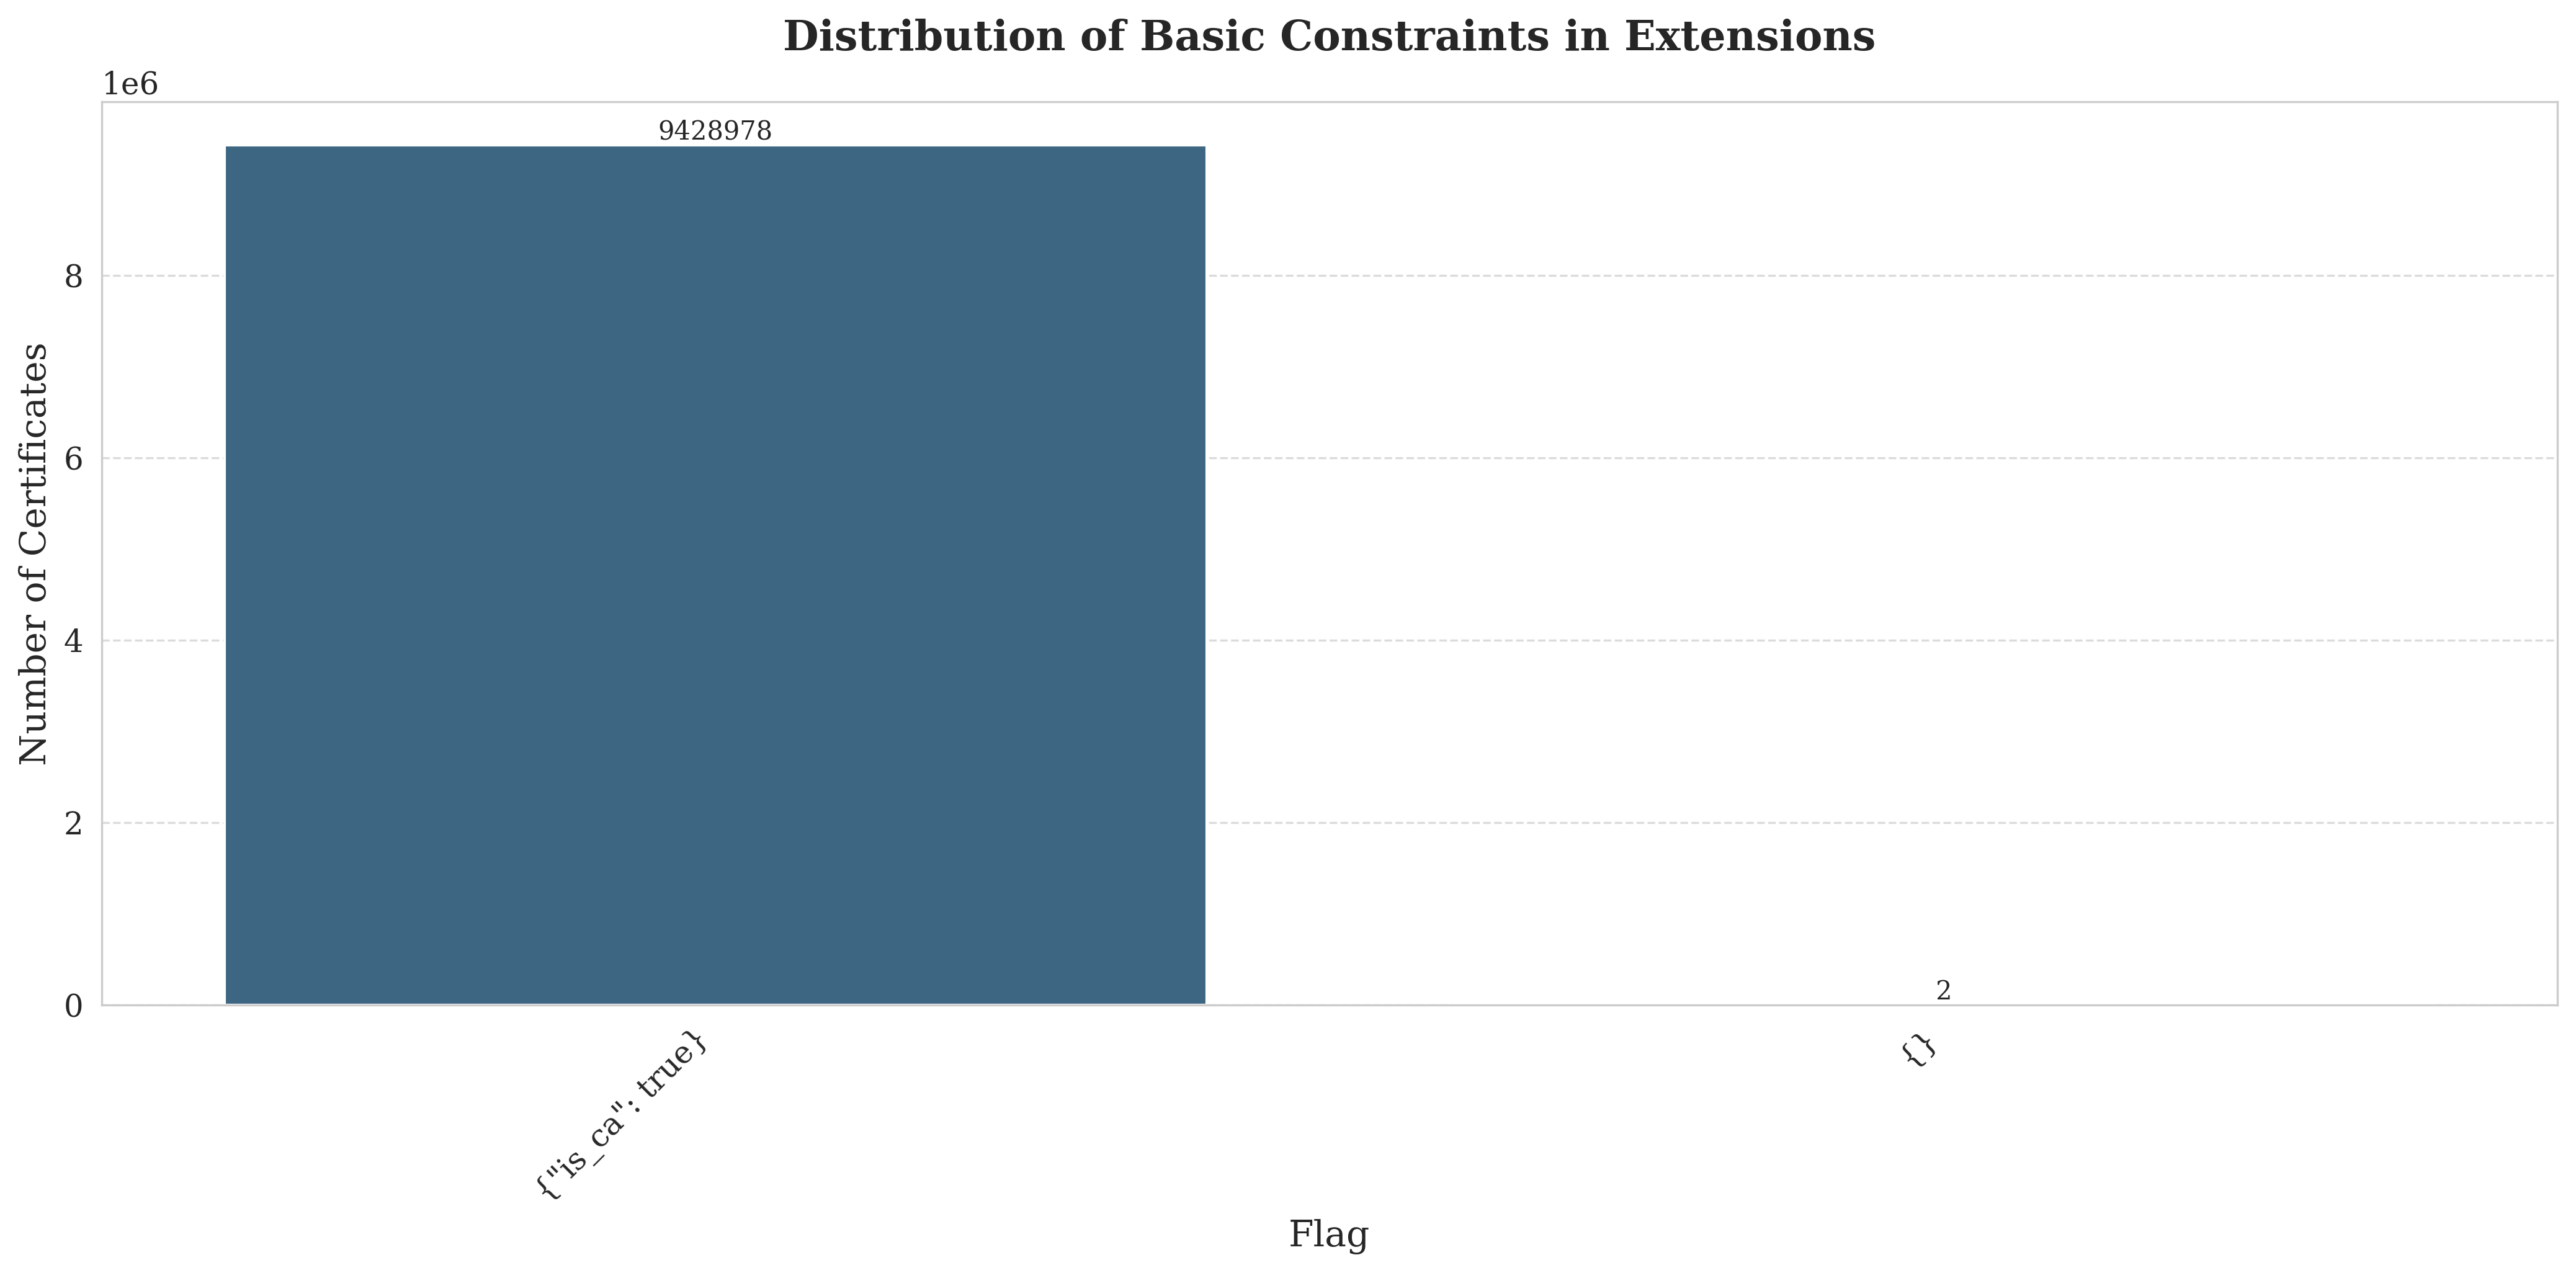 Distribution of Basic Constraints in Extensions
1e6
9428978
8
6
4
2
0
Number of Certificates
2
{"is_ca": true}
{}
Flag